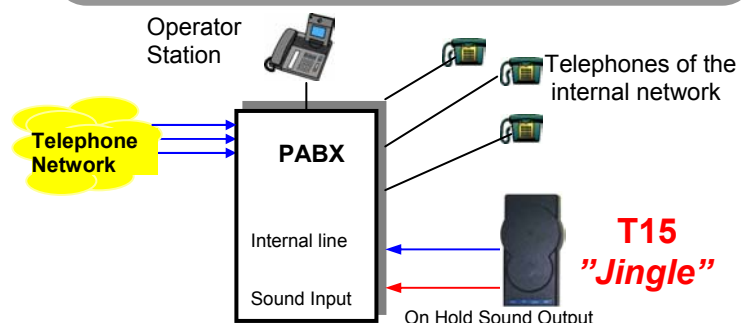 Operator
Station
Telephones of the
internal network
Telephone
Network
PABX
Internal line
Sound Input
T15
”Jingle”
On Hold Sound Output